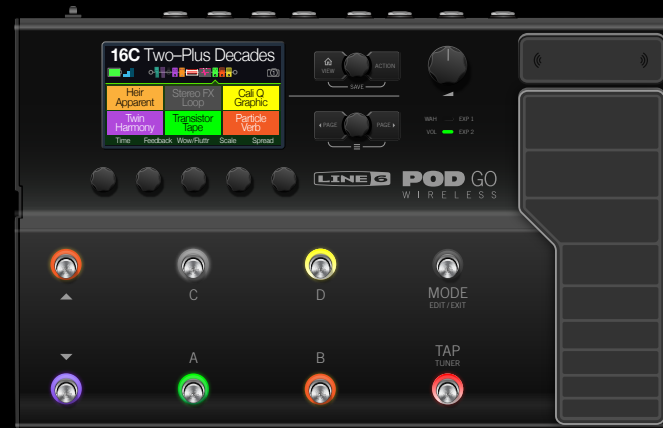 16C Two–Plus Decades
Heir Apparent
Stereo FX Loop
Cali Q Graphic
Twin Harmony
Transistor Tape
Particle Verb
Time Feedback Wow/Fluttr Scale Spread
VIEW
ACTION
SAVE
PAGE
PAGE
WAH EXP 1
VOL EXP 2
LINE 6
POD GO
WIRELESS
C
D
MODE
EDIT / EXIT
A
B
TAP
TUNER